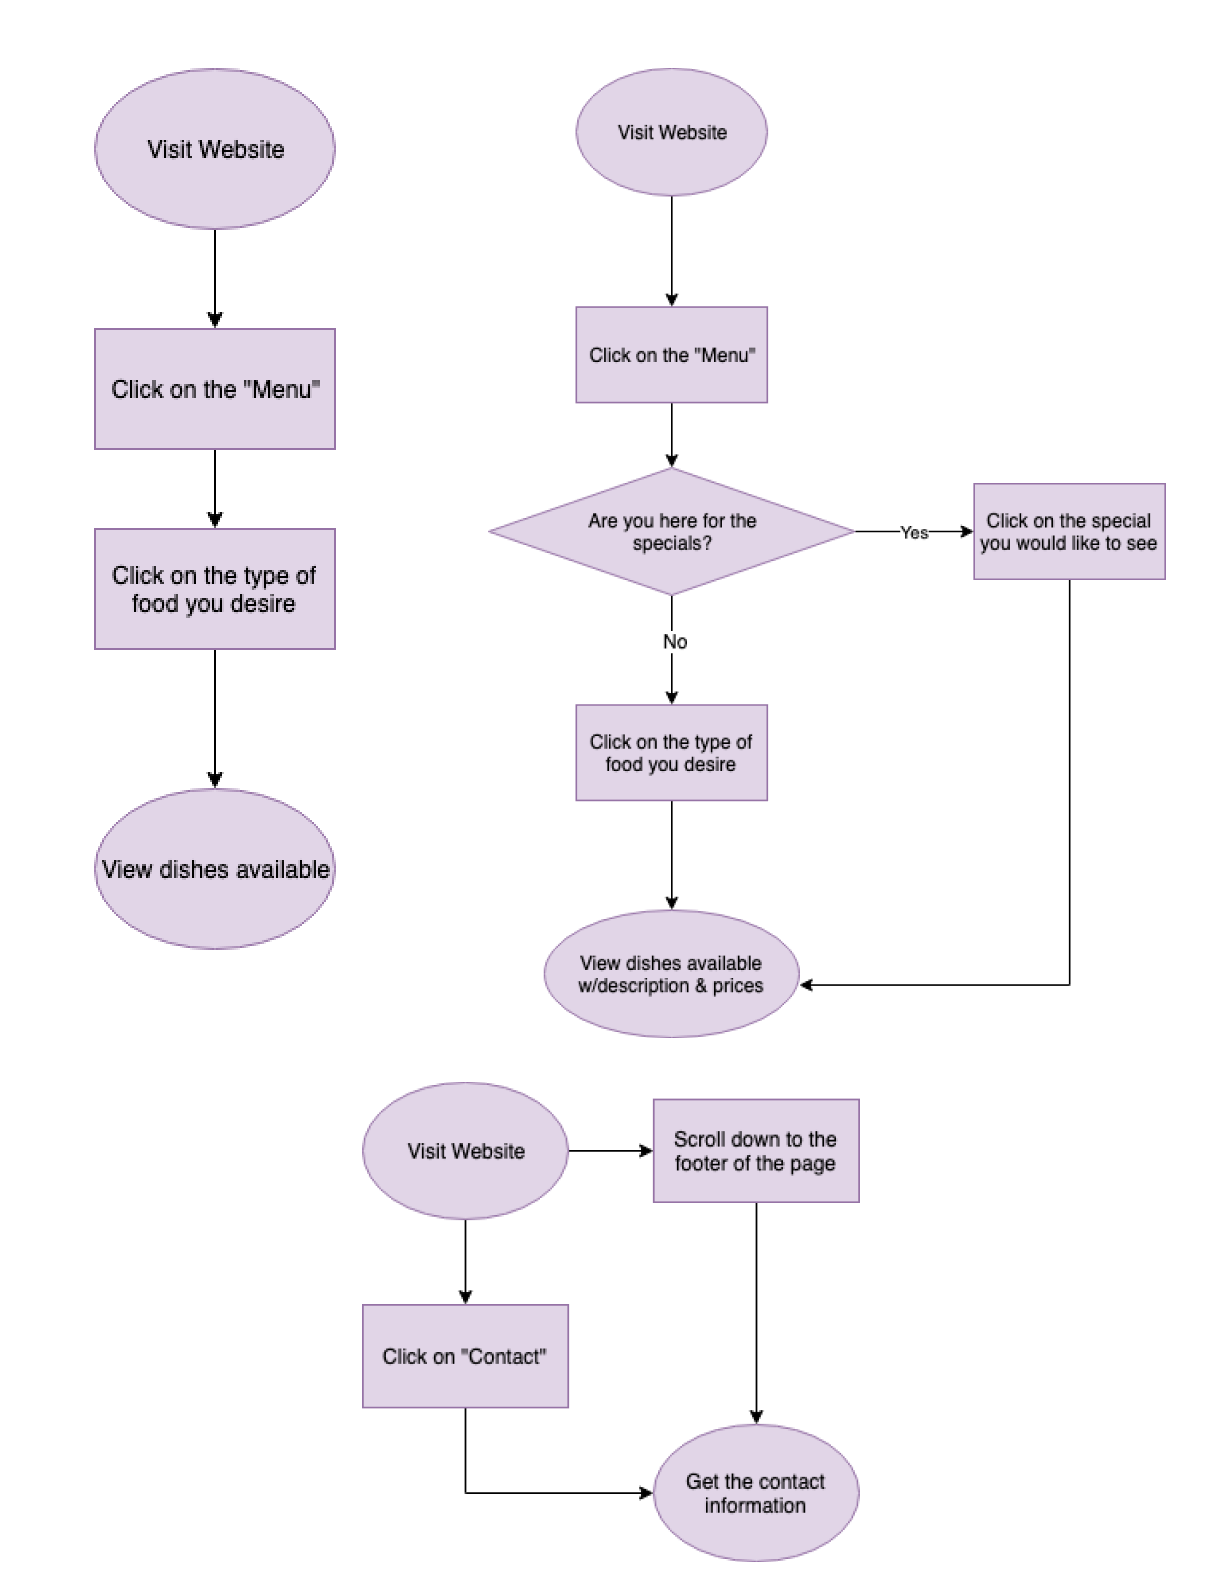 Visit Website
Click on the "Menu"
Click on the type of
food you desire
View dishes available
Visit Website
Click on the "Menu"
Are you here for the
specials?
Yes
Click on the special
you would like to see
No
Click on the type of
food you desire
View dishes available
w/description & prices
Visit Website
Scroll down to the
footer of the page
Click on "Contact"
Get the contact
information